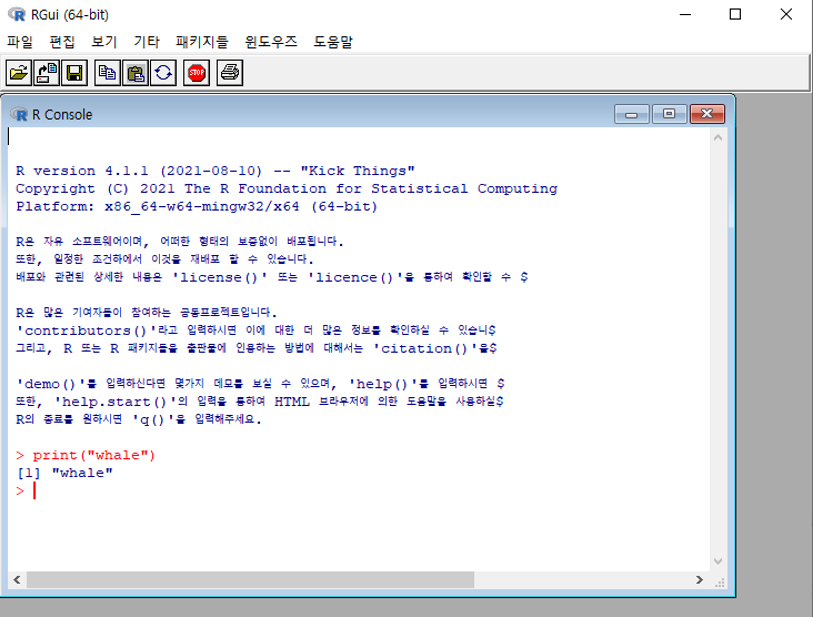 RGui (64-bit)
파일 편집 보기 기타 패키지들 윈도우즈 도움말
STOP
R Console
R version 4.1.1 (2021-08-10) -- "Kick Things"
Copyright (C) 2021 The R Foundation for Statistical Computing
Platform: x86_64-w64-mingw32/x64 (64-bit)
R은 자유 소프트웨어이며, 어떠한 형태의 보증없이 배포됩니다.
또한, 일정한 조건하에서 이것을 재배포 할 수 있습니다.
배포와 관련된 상세한 내용은 'license()' 또는 'licence()'을 통하여 확인할 수 $
R은 많은 기여자들이 참여하는 공동프로젝트입니다.
'contributors()'라고 입력하시면 이에 대한 더 많은 정보를 확인하실 수 있습니$
그리고, R 또는 R 패키지들을 출판물에 인용하는 방법에 대해서는 'citation()'을$
'demo()'를 입력하신다면 몇가지 데모를 보실 수 있으며, 'help()'를 입력하시면 $
또한, 'help.start()'의 입력을 통하여 HTML 브라우저에 의한 도움말을 사용하실$
R의 종료를 원하시면 'q()'을 입력해주세요.
> print("whale")
[1] "whale"
>